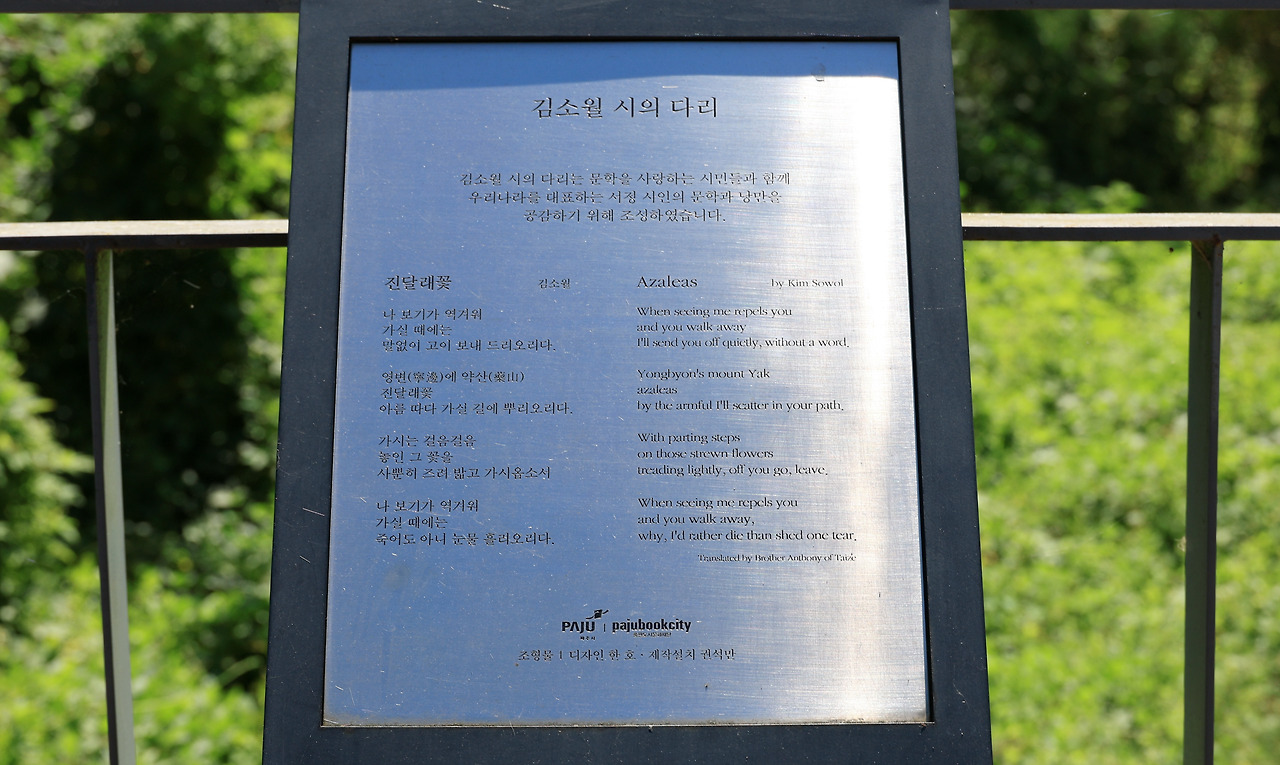 김소월 시의 다리
김소월 시의 다리는 문학을 사랑하는 시민들과 함께
우리나라를 대표하는 서정 시인의 문학과 낭만을
공감하기 위해 조성하였습니다.
진달래꽃 김소월
나 보기가 역겨워
가실 때에는
말없이 고이 보내 드리오리다.
영변(寧邊)에 약산(藥山)
진달래꽃
아름 따다 가실 길에 뿌리오리다.
가시는 걸음걸음
놓인 그 꽃을
사뿐히 즈려 밟고 가시옵소서
나 보기가 역겨워
가실 때에는
죽어도 아니 눈물 흘리오리다.
Azaleas by Kim Sowol
When seeing me repels you
and you walk away
I'll send you off quietly, without a word.
Yongbyon's mount Yak
azaleas
by the armful I'll scatter in your path.
With parting steps
on those strewn flowers
treading lightly, off you go, leave.
When seeing me repels you
and you walk away,
why, I'd rather die than shed one tear.
Translated by Brother Anthony of Taize
PAJU | pajubookcity
파주시
조형물 | 디자인 한 호 · 제작설치 권석만